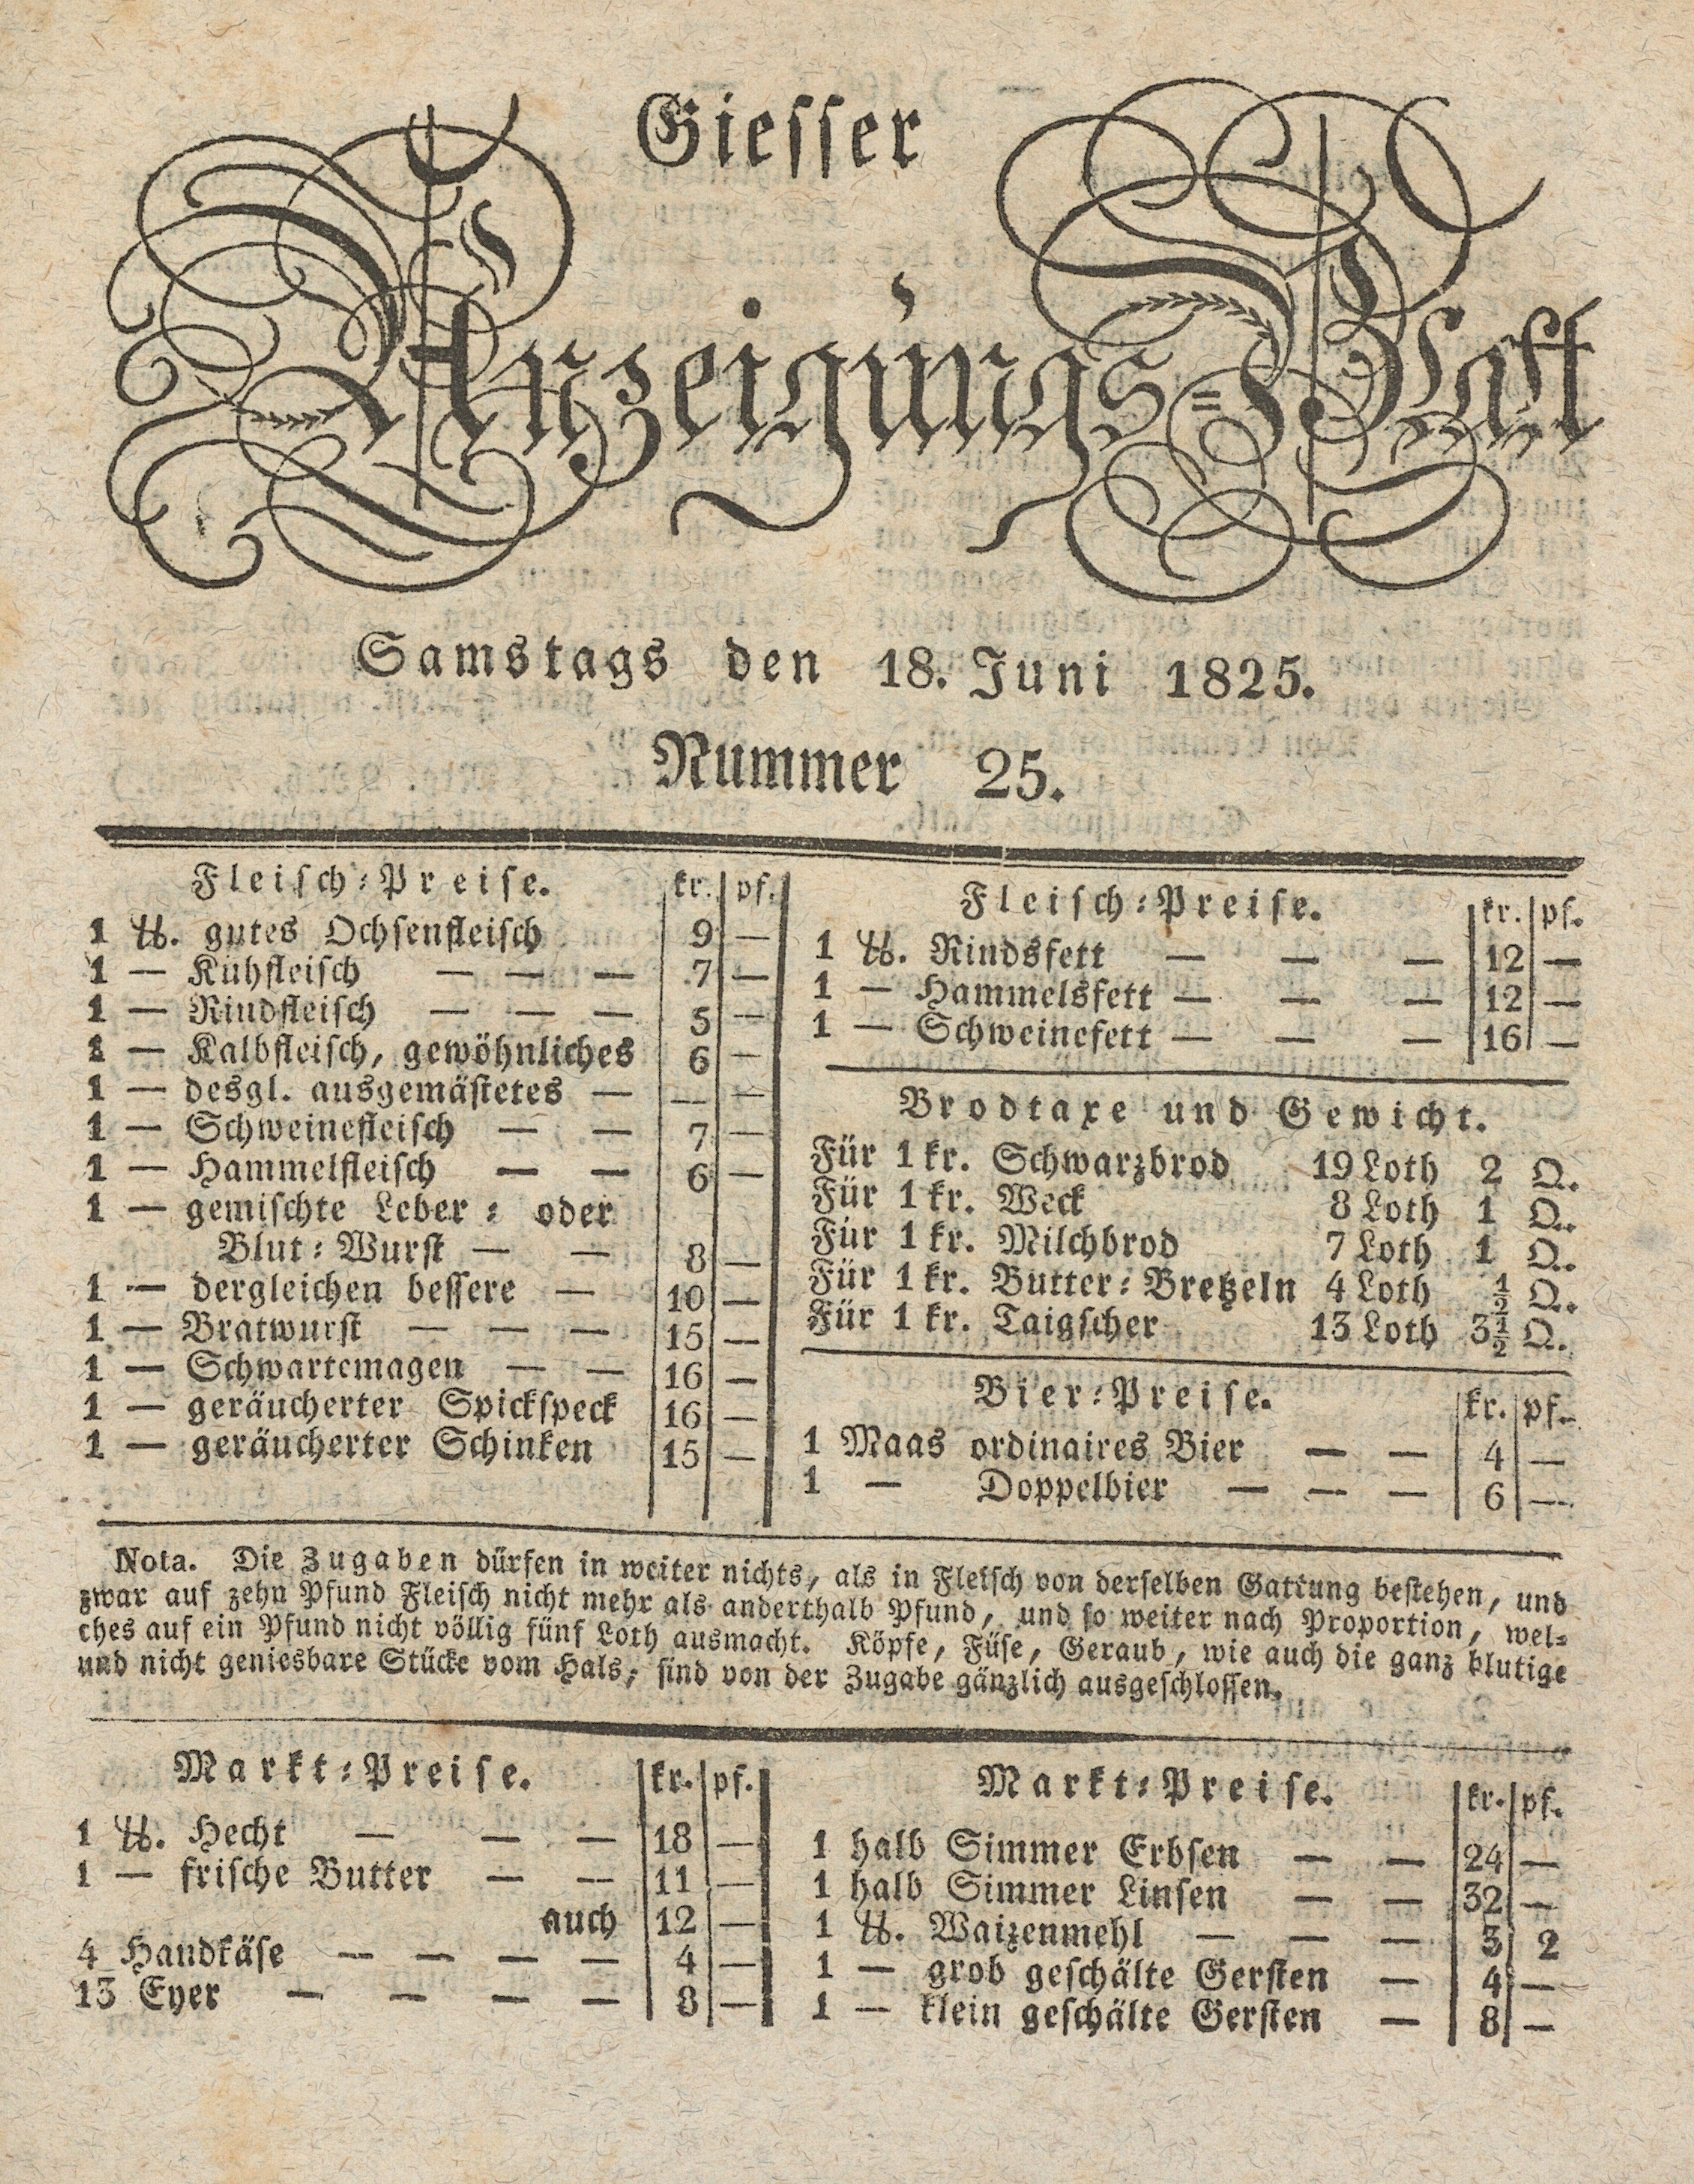 Giesser
Anzeigungs-Blatt
Samstags den 18. Juni 1825.
Nummer 25.
Fleisch-Preise. kr. pf.
1 ℔. gutes Ochsenfleisch 9 —
1 — Kühfleisch — — — 7 —
1 — Rindfleisch — — — 5 —
1 — Kalbfleisch, gewöhnliches 6 —
1 — desgl. ausgemästetes — — —
1 — Schweinefleisch — — 7 —
1 — Hammelfleisch — — 6 —
1 — gemischte Leber- oder
Blut-Wurst — — 8 —
1 — dergleichen bessere — 10 —
1 — Bratwurst — — — 15 —
1 — Schwartemagen — — 16 —
1 — geräucherter Spickspeck 16 —
1 — geräucherter Schinken 15 —
Fleisch-Preise. kr. pf.
1 ℔. Rindsfett — — — 12 —
1 — Hammelsfett — — — 12 —
1 — Schweinefett — — — 16 —
Brodtaxe und Gewicht.
Für 1 kr. Schwarzbrod 19 Loth 2 Q.
Für 1 kr. Weck 8 Loth 1 Q.
Für 1 kr. Milchbrod 7 Loth 1 Q.
Für 1 kr. Butter-Bretzeln 4 Loth ½ Q.
Für 1 kr. Taigscher 13 Loth 3½ Q.
Bier-Preise. kr. pf.
1 Maas ordinaires Bier — — 4 —
1 — Doppelbier — — — 6 —
Nota. Die Zugaben dürfen in weiter nichts, als in Fleisch von derselben Gattung bestehen, und
zwar auf zehn Pfund Fleisch nicht mehr als anderthalb Pfund, und so weiter nach Proportion, wel-
ches auf ein Pfund nicht völlig fünf Loth ausmacht. Köpfe, Füse, Geraub, wie auch die ganz blutige
und nicht geniesbare Stücke vom Hals, sind von der Zugabe gänzlich ausgeschlossen.
Markt-Preise. kr. pf.
1 ℔. Hecht — — — 18 —
1 — frische Butter — — 11 —
auch 12 —
4 Handkäse — — — — 4 —
13 Eyer — — — — 8 —
Markt-Preise. kr. pf.
1 halb Simmer Erbsen — — 24 —
1 halb Simmer Linsen — — 32 —
1 ℔. Waizenmehl — — — 3 2
1 — grob geschälte Gersten — 4 —
1 — klein geschälte Gersten — 8 —